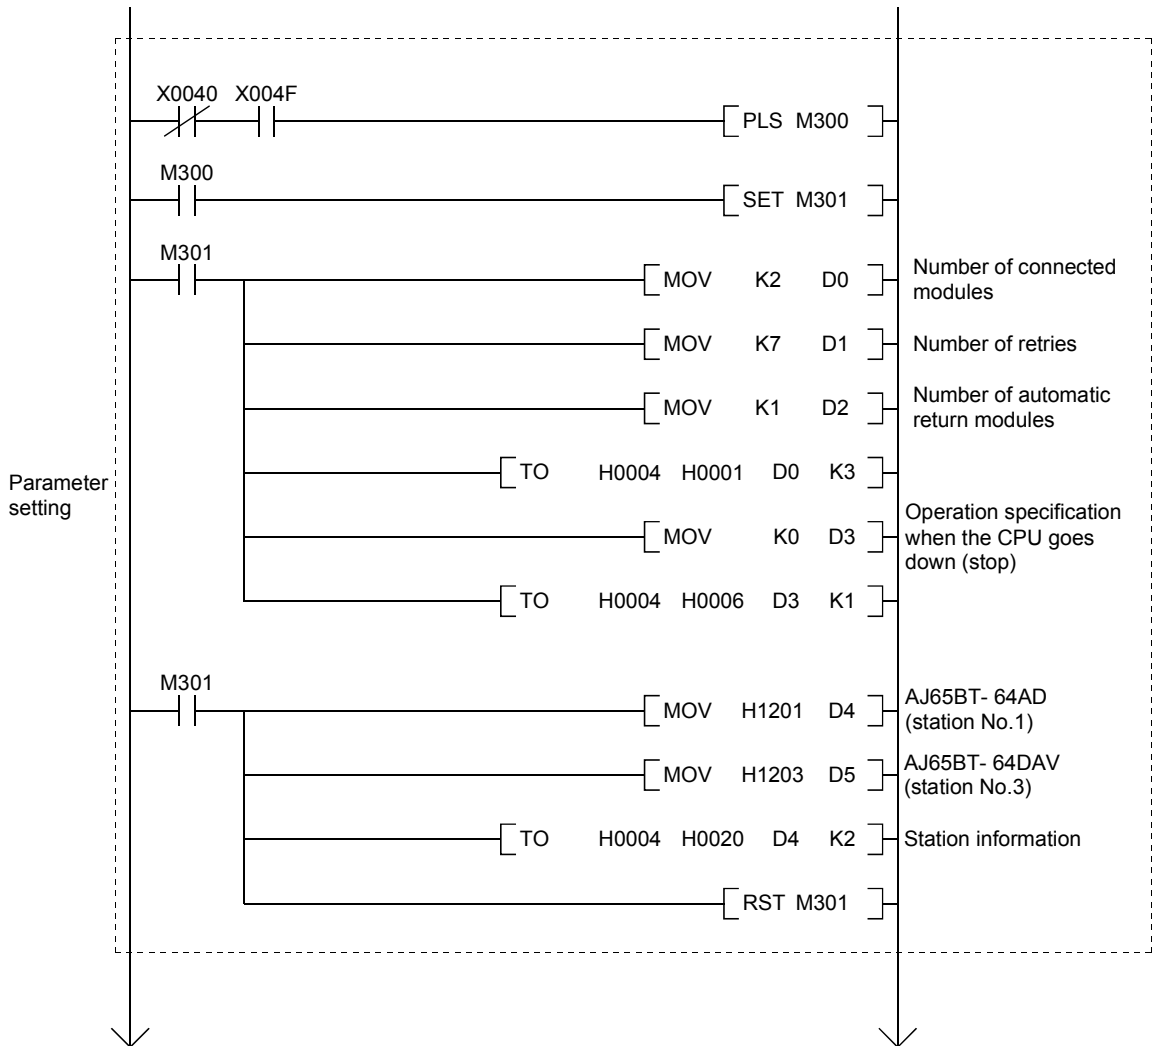 X0040 X004F
PLS M300
M300
SET M301
M301
MOV K2 D0
Number of connected
modules
MOV K7 D1
Number of retries
MOV K1 D2
Number of automatic
return modules
Parameter
setting
TO H0004 H0001 D0 K3
MOV K0 D3
Operation specification
when the CPU goes
down (stop)
TO H0004 H0006 D3 K1
M301
MOV H1201 D4
AJ65BT- 64AD
(station No.1)
MOV H1203 D5
AJ65BT- 64DAV
(station No.3)
TO H0004 H0020 D4 K2
Station information
RST M301